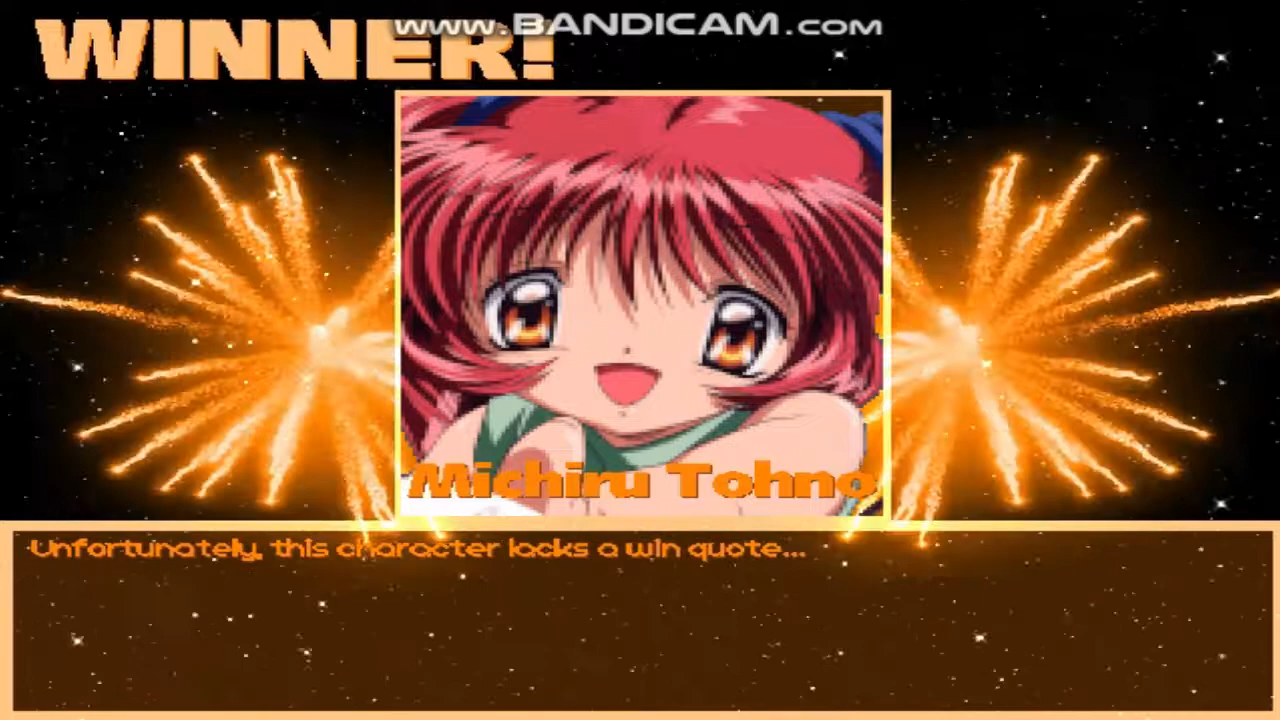 WINNER!
www.BANDICAM.com
Michiru Tohno
Unfortunately, this character lacks a win quote...